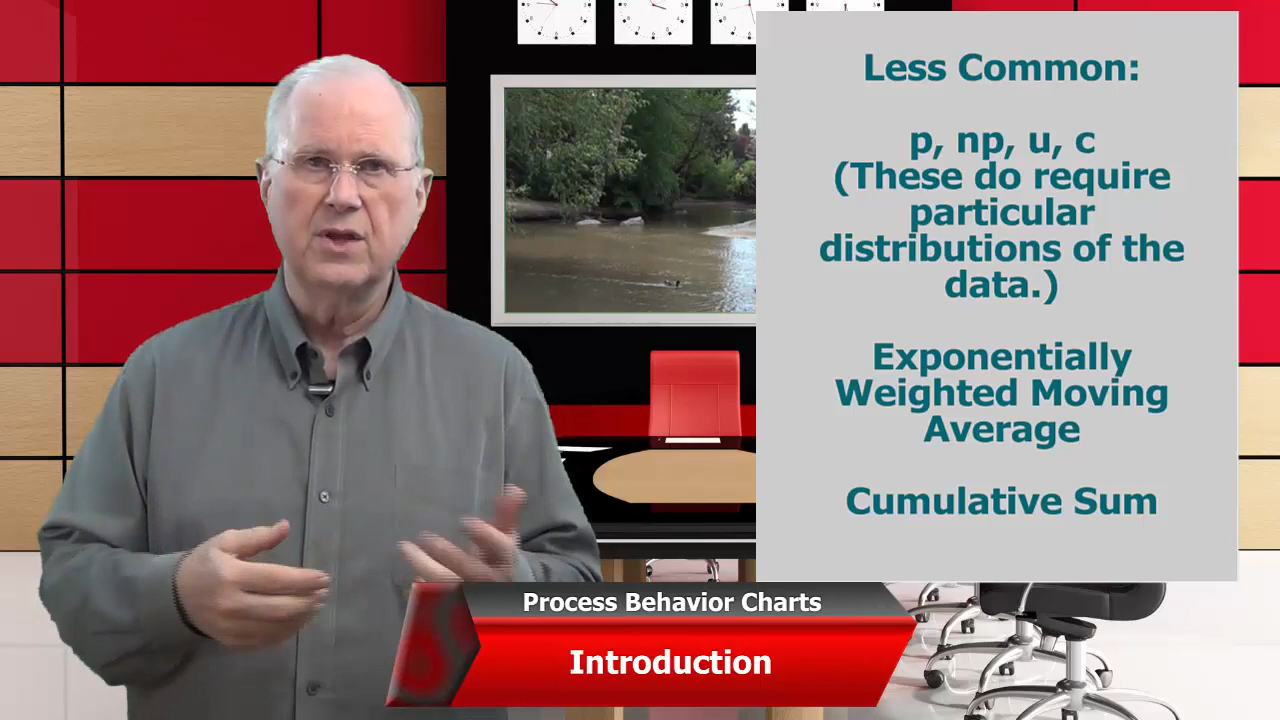 Less Common:
p, np, u, c
(These do require
particular
distributions of the
data.)
Exponentially
Weighted Moving
Average
Cumulative Sum
Process Behavior Charts
Introduction